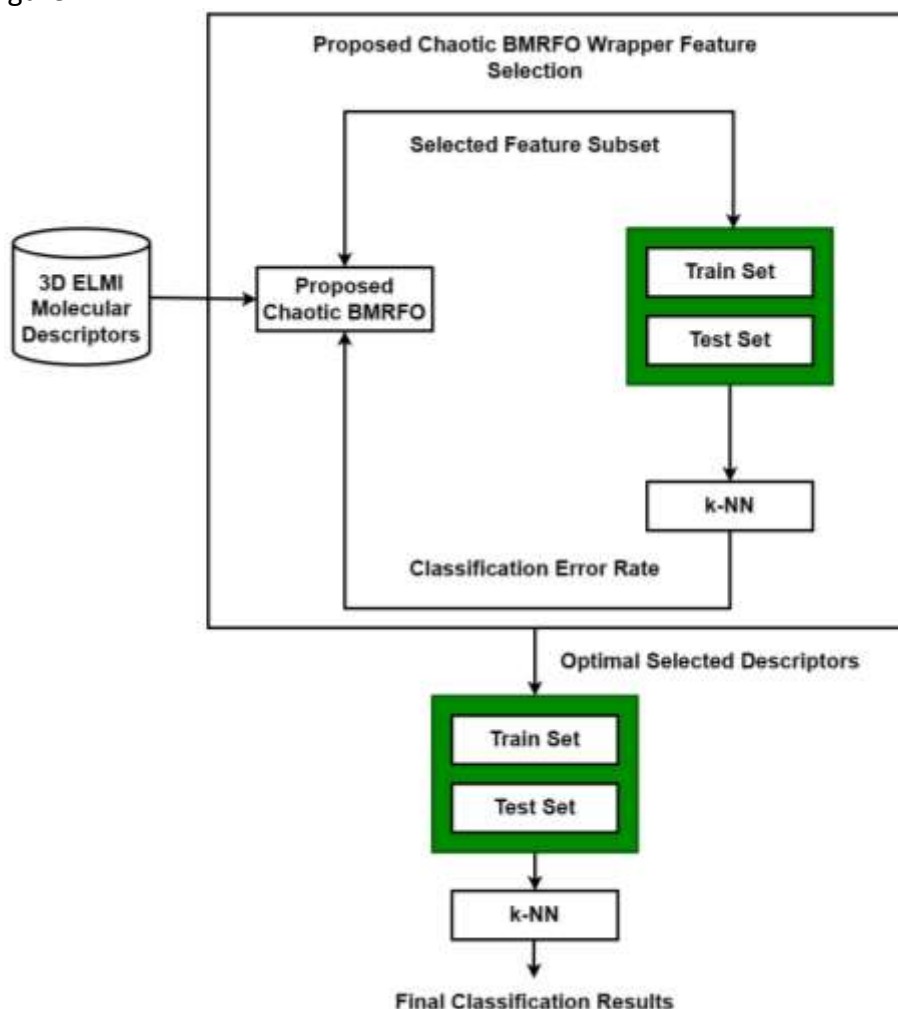 Proposed Chaotic BMRFO Wrapper Feature
Selection
Selected Feature Subset
3D ELMI
Molecular
Descriptors
Proposed
Chaotic BMRFO
Train Set
Test Set
k-NN
Classification Error Rate
Optimal Selected Descriptors
Train Set
Test Set
k-NN
Final Classification Results